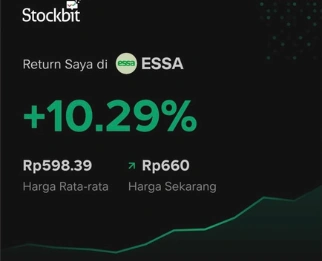 Stockbit
Return Saya di essa ESSA
+10.29%
Rp598.39 Rp660
Harga Rata-rata Harga Sekarang